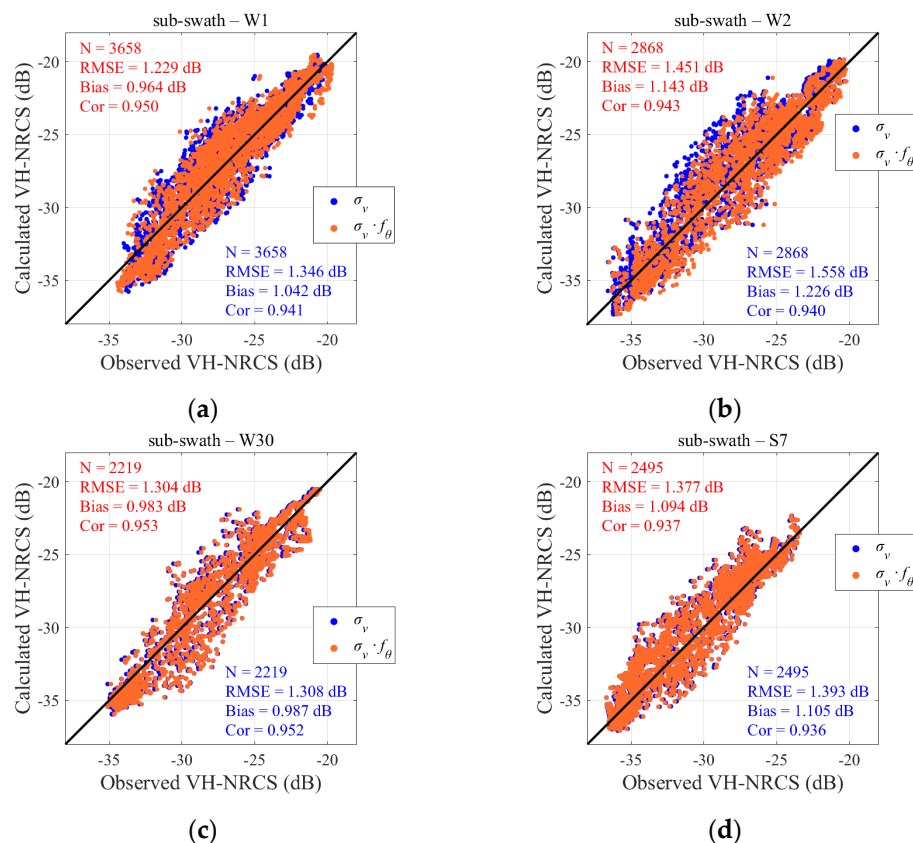 sub-swath – W1
N = 3658
RMSE = 1.229 dB
Bias = 0.964 dB
Cor = 0.950
σv
σv · fθ
N = 3658
RMSE = 1.346 dB
Bias = 1.042 dB
Cor = 0.941
-20
-25
-30
-35
Calculated VH-NRCS (dB)
-35 -30 -25 -20
Observed VH-NRCS (dB)
(a)
sub-swath – W2
N = 2868
RMSE = 1.451 dB
Bias = 1.143 dB
Cor = 0.943
σv
σv · fθ
N = 2868
RMSE = 1.558 dB
Bias = 1.226 dB
Cor = 0.940
-20
-25
-30
-35
Calculated VH-NRCS (dB)
-35 -30 -25 -20
Observed VH-NRCS (dB)
(b)
sub-swath – W30
N = 2219
RMSE = 1.304 dB
Bias = 0.983 dB
Cor = 0.953
σv
σv · fθ
N = 2219
RMSE = 1.308 dB
Bias = 0.987 dB
Cor = 0.952
-20
-25
-30
-35
Calculated VH-NRCS (dB)
-35 -30 -25 -20
Observed VH-NRCS (dB)
(c)
sub-swath – S7
N = 2495
RMSE = 1.377 dB
Bias = 1.094 dB
Cor = 0.937
σv
σv · fθ
N = 2495
RMSE = 1.393 dB
Bias = 1.105 dB
Cor = 0.936
-20
-25
-30
-35
Calculated VH-NRCS (dB)
-35 -30 -25 -20
Observed VH-NRCS (dB)
(d)